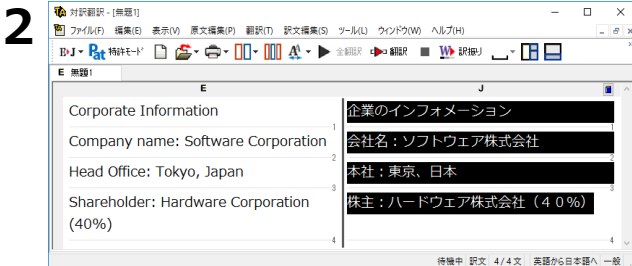 2
対訳翻訳 - [無題1]
ファイル(F) 編集(E) 表示(V) 原文編集(P) 翻訳(T) 訳文編集(S) ツール(L) ウィンドウ(W) ヘルプ(H)
E›J Pat 特許モード 全翻訳 翻訳 W 訳振り
E 無題1
E J
Corporate Information 企業のインフォメーション
1 1
Company name: Software Corporation 会社名：ソフトウェア株式会社
2 2
Head Office: Tokyo, Japan 本社：東京、日本
3 3
Shareholder: Hardware Corporation 株主：ハードウェア株式会社（４０%）
(40%)
4 4
待機中 訳文 4/4文 英語から日本語へ 一般